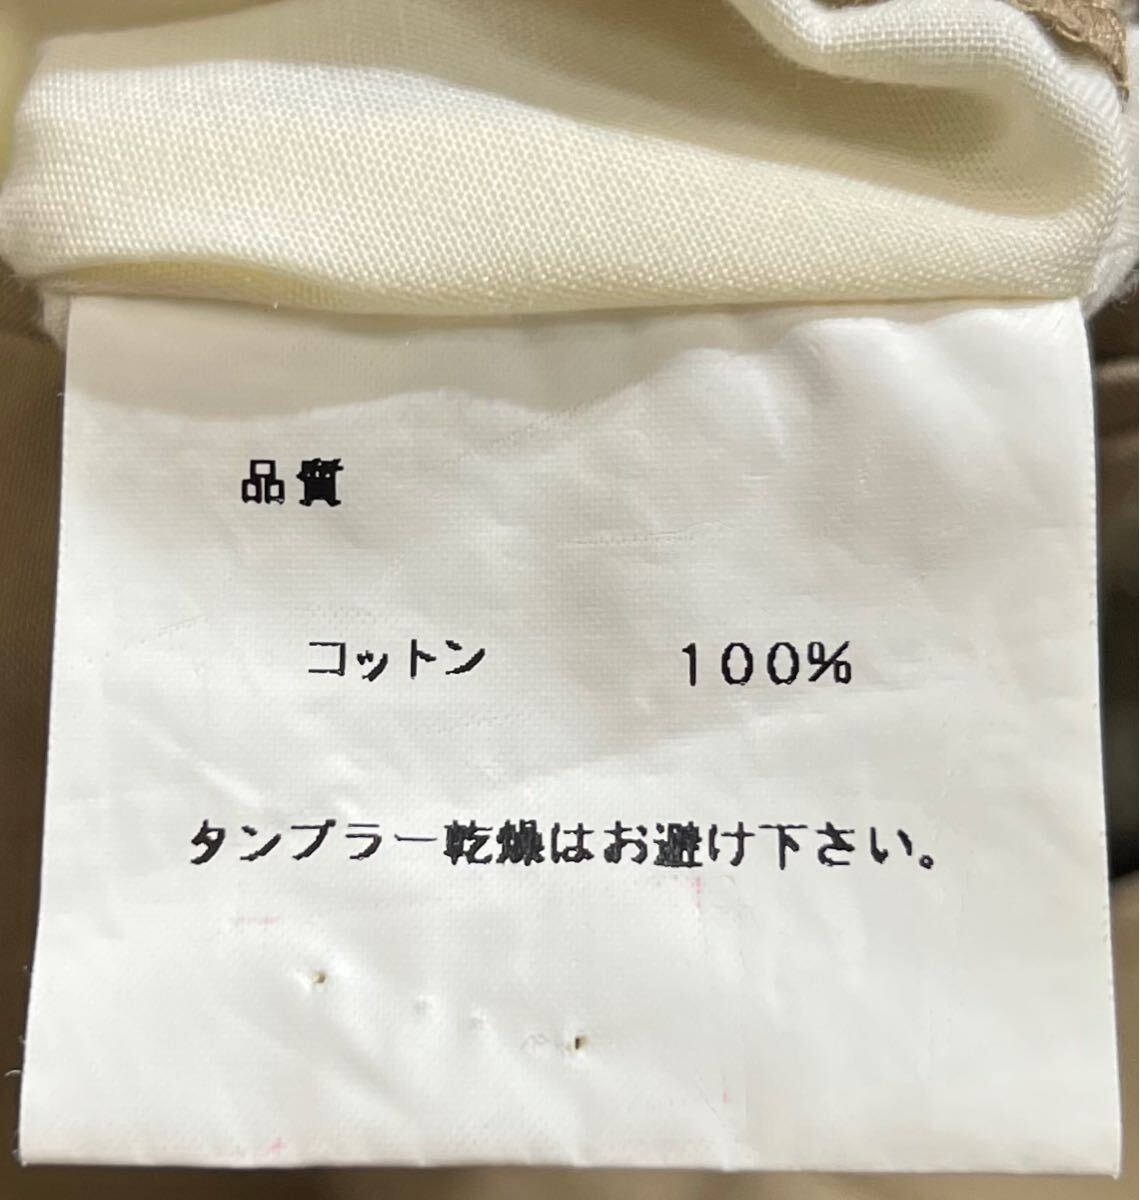 品質
コットン 100%
タンブラー乾燥はお避け下さい。